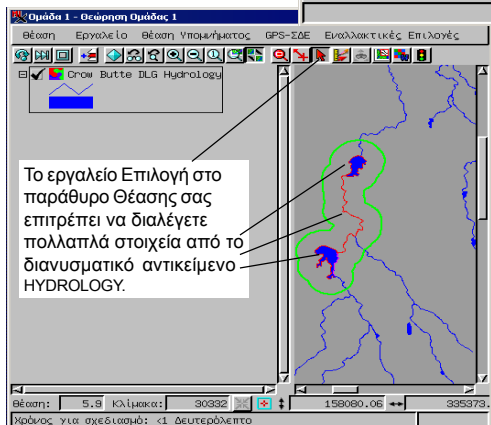 Ομάδα 1 - Θεώρηση Ομάδας 1
Θέαση Εργαλείο Θέαση Υπομνήματος GPS-ΣΔΕ Εναλλακτικές Επιλογές
Crow Butte DLG Hydrology
Το εργαλείο Επιλογή στο
παράθυρο Θέασης σας
επιτρέπει να διαλέγετε
πολλαπλά στοιχεία από το
διανυσματικό αντικείμενο
HYDROLOGY.
Θέαση: 5.9 Κλίμακα: 30332 158080.06 335373.
Χρόνος για σχεδιασμό: <1 Δευτερόλεπτο